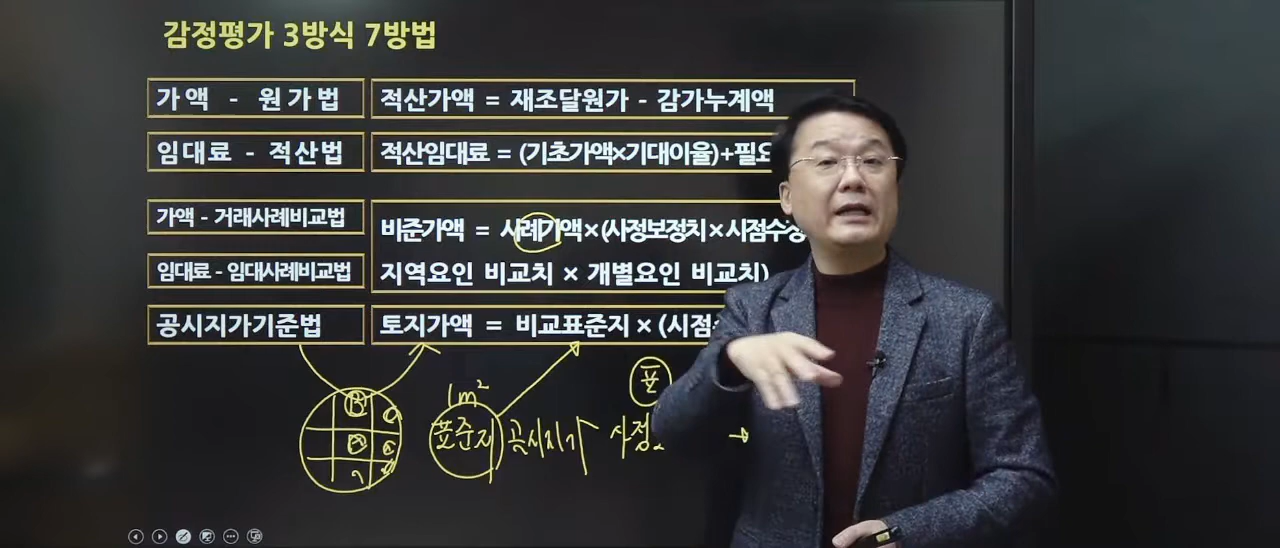 감정평가 3방식 7방법
가액 - 원가법
적산가액 = 재조달원가 - 감가누계액
임대료 - 적산법
적산임대료 = (기초가액×기대이율)+필요
가액 - 거래사례비교법
비준가액 = 사례가액×(사정보정치×시점수정
임대료 - 임대사례비교법
지역요인 비교치 × 개별요인 비교치)
공시지가기준법
토지가액 = 비교표준지 × (시점
1m²
표
표준지 공시지가 사정